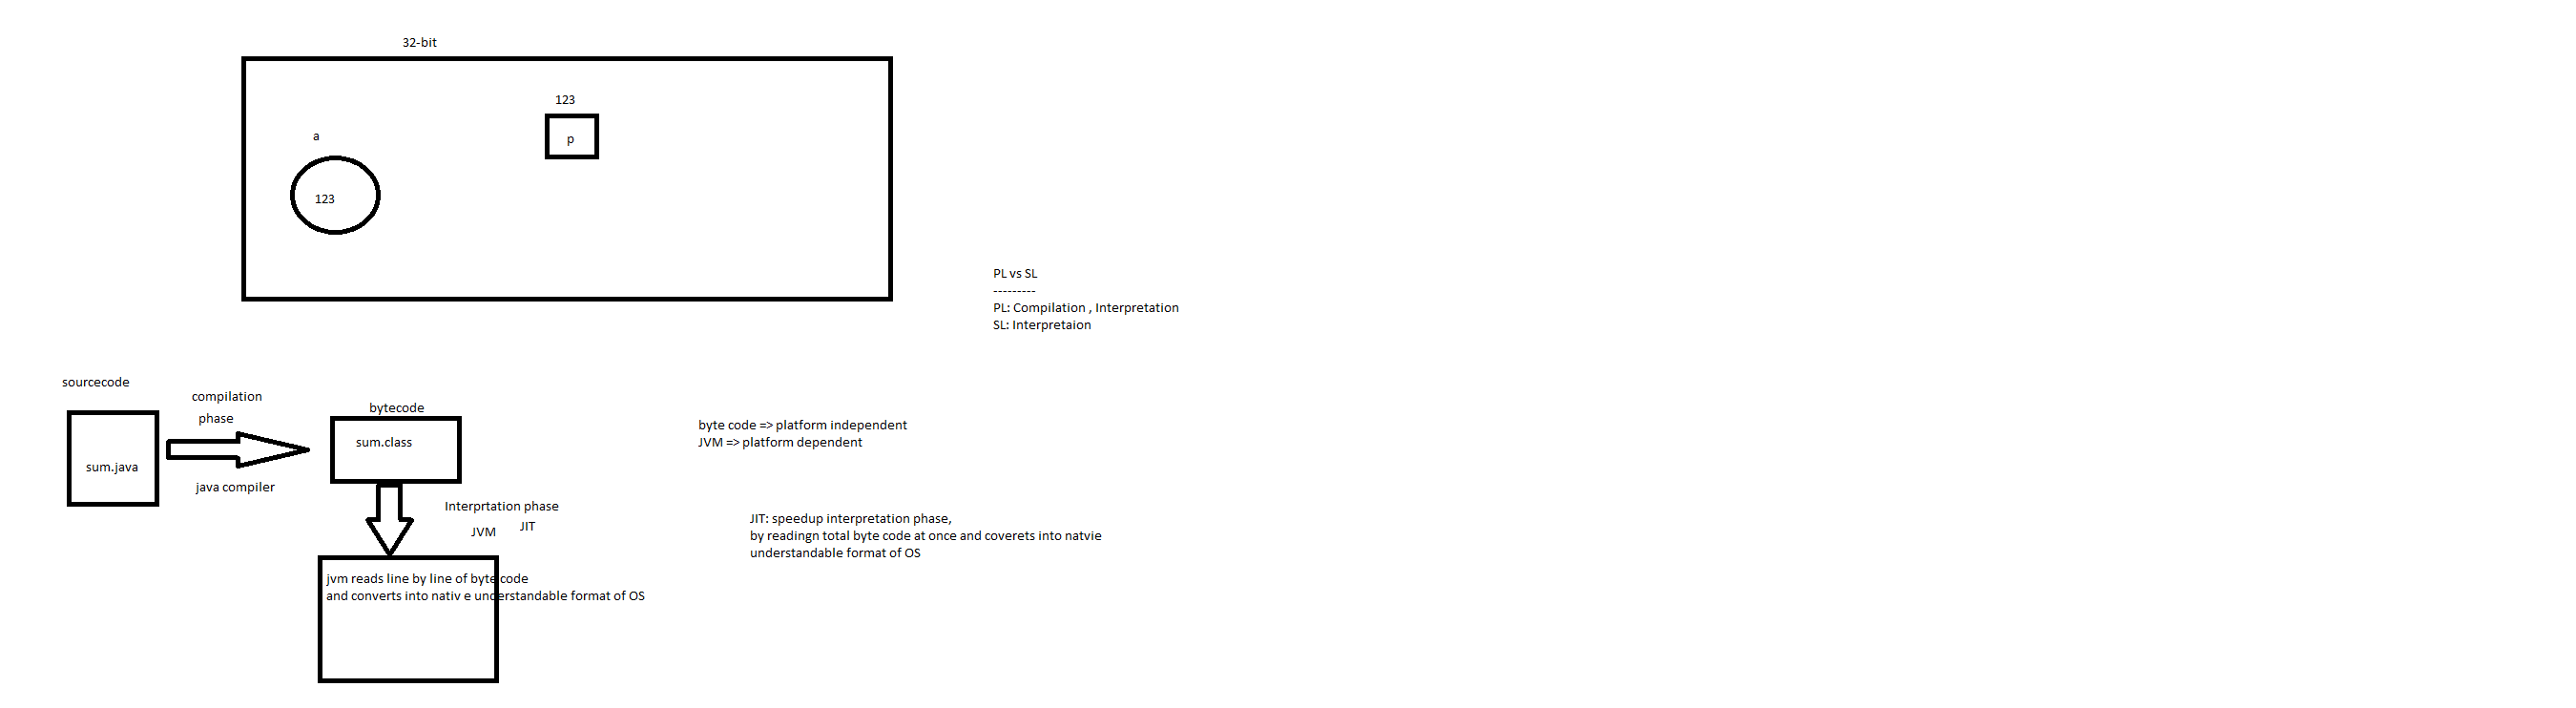 32-bit
123
p
a
123
PL vs SL
---------
PL: Compilation , Interpretation
SL: Interpretaion
sourcecode
compilation
phase
sum.java
java compiler
bytecode
sum.class
byte code => platform independent
JVM => platform dependent
Interprtation phase
JVM
JIT
JIT: speedup interpretation phase,
by readingn total byte code at once and coverets into natvie
understandable format of OS
jvm reads line by line of byte code
and converts into nativ e understandable format of OS